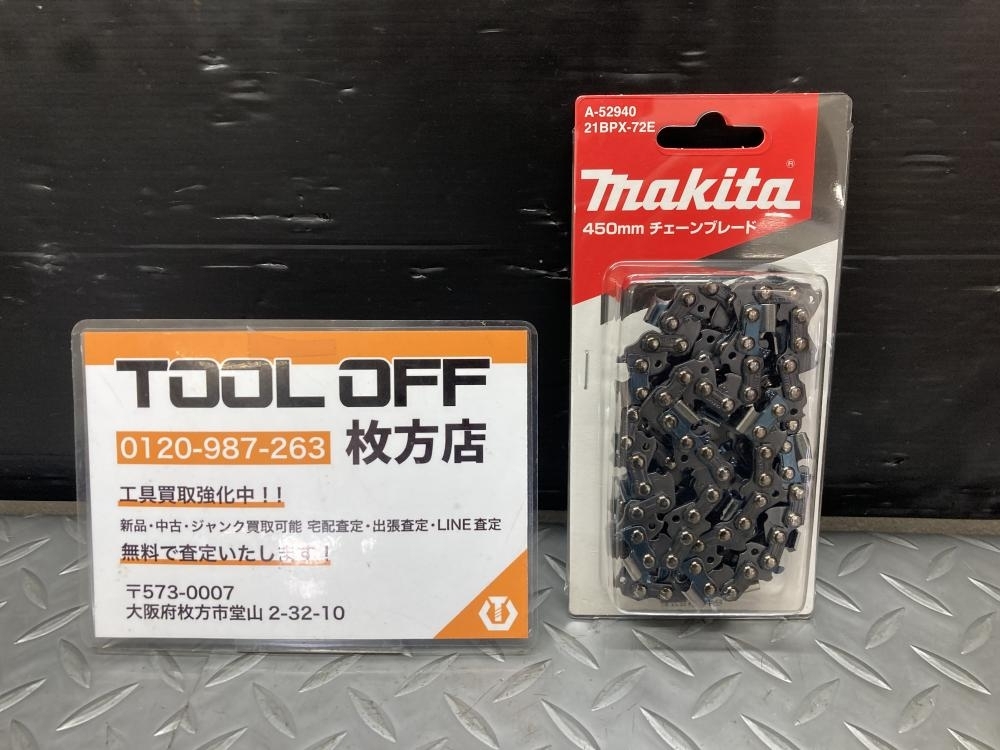 TOOL OFF
0120-987-263 枚方店
工具買取強化中!!
新品・中古・ジャンク買取可能 宅配査定・出張査定・LINE査定
無料で査定いたします!
〒573-0007
大阪府枚方市堂山 2-32-10
A-52940
21BPX-72E
makita®
450mm チェーンブレード